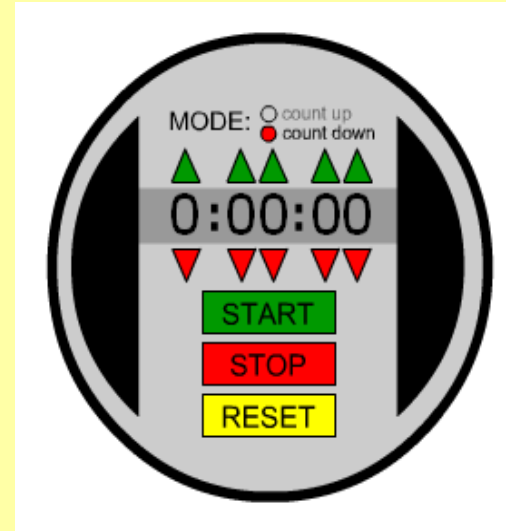 MODE: count up
count down
0:00:00
START
STOP
RESET